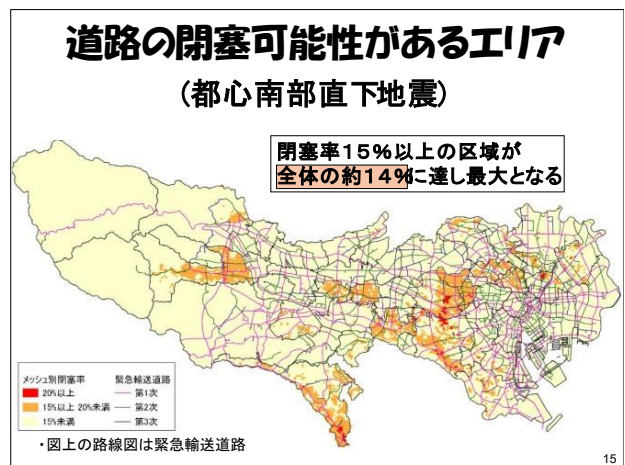 道路の閉塞可能性があるエリア
(都心南部直下地震)
閉塞率15%以上の区域が
全体の約14%に達し最大となる
メッシュ別閉塞率 緊急輸送道路
20%以上 第1次
15%以上 20%未満 第2次
15%未満 第3次
・図上の路線図は緊急輸送道路
15